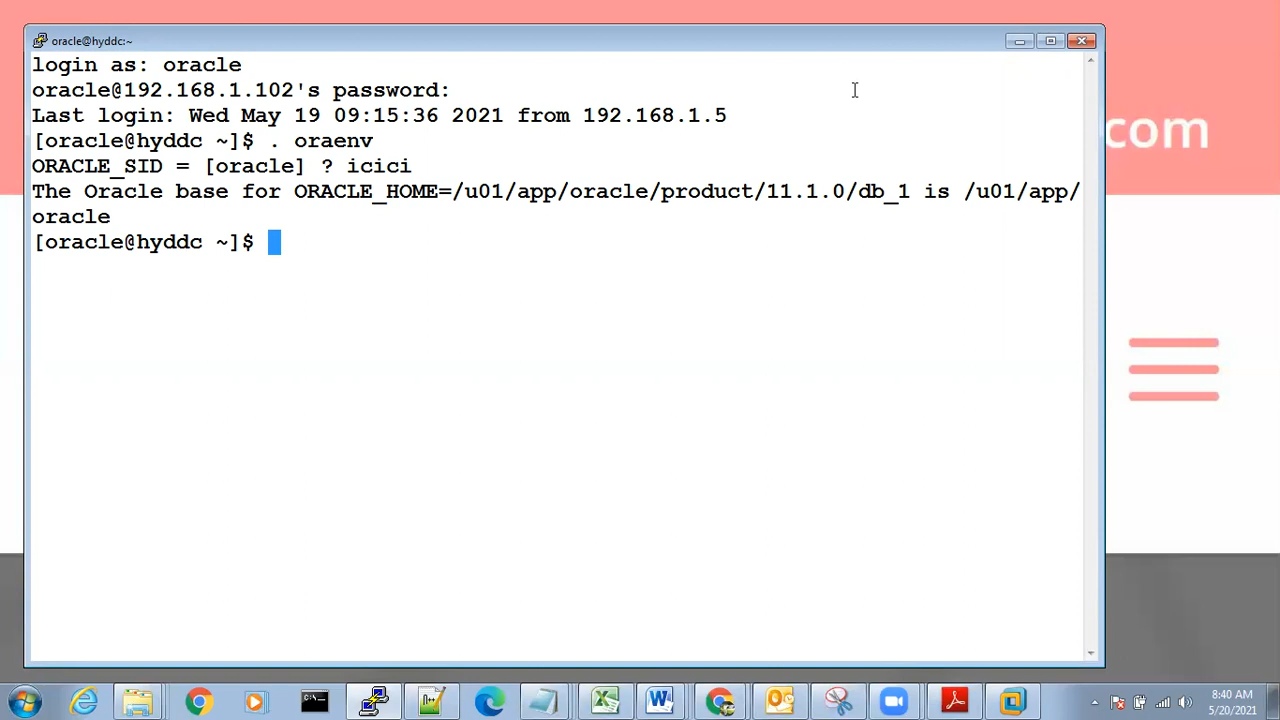 oracle@hyddc:~
login as: oracle
oracle@192.168.1.102's password:
Last login: Wed May 19 09:15:36 2021 from 192.168.1.5
[oracle@hyddc ~]$ . oraenv
ORACLE_SID = [oracle] ? icici
The Oracle base for ORACLE_HOME=/u01/app/oracle/product/11.1.0/db_1 is /u01/app/
oracle
[oracle@hyddc ~]$
com
8:40 AM
5/20/2021